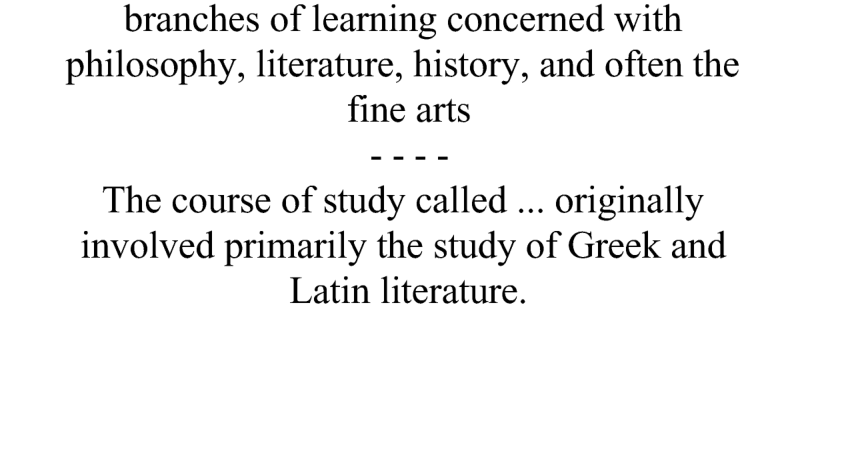 branches of learning concerned with
philosophy, literature, history, and often the
fine arts
- - - -
The course of study called ... originally
involved primarily the study of Greek and
Latin literature.